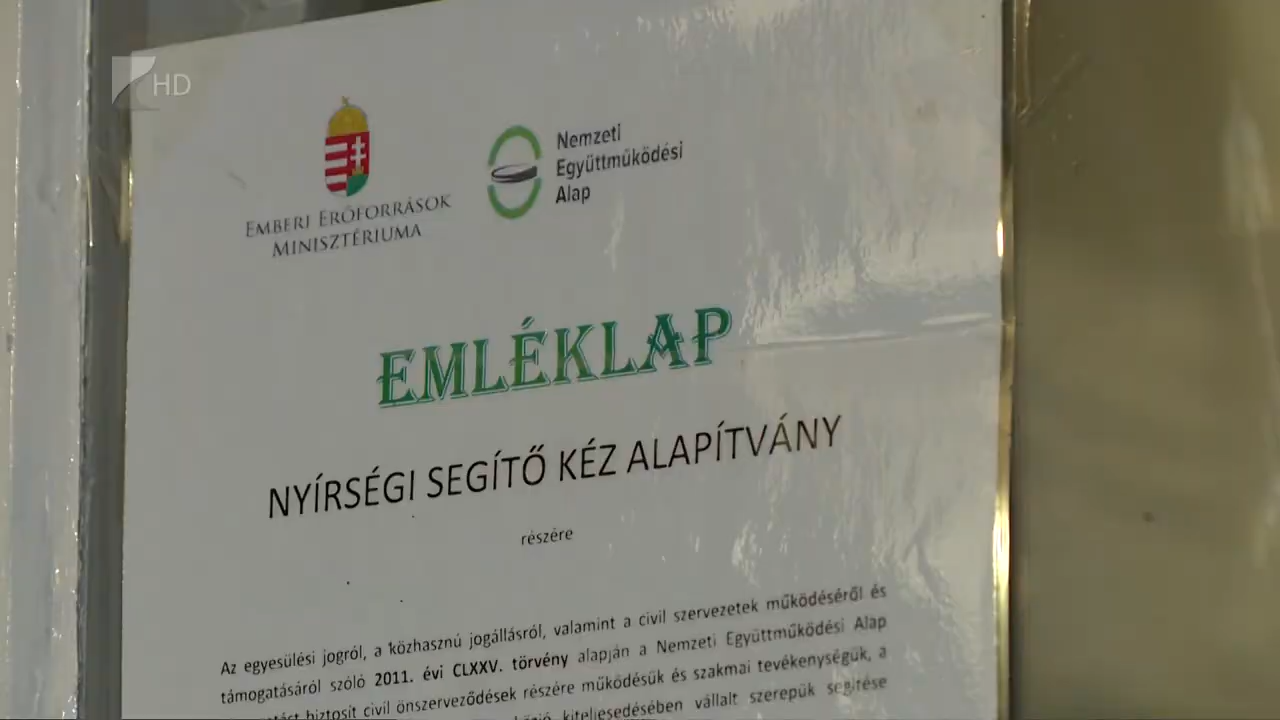 HD
EMBERI ERŐFORRÁSOK
MINISZTÉRIUMA
Nemzeti
Együttműködési
Alap
EMLÉKLAP
NYÍRSÉGI SEGÍTŐ KÉZ ALAPÍTVÁNY
részére
Az egyesülési jogról, a közhasznú jogállásról, valamint a civil szervezetek működéséről és
támogatásáról szóló 2011. évi CLXXV. törvény alapján a Nemzeti Együttműködési Alap
biztosít civil önszerveződések részére működésük és szakmai tevékenységük, a
kiteljesedésében vállalt szerepük segítése